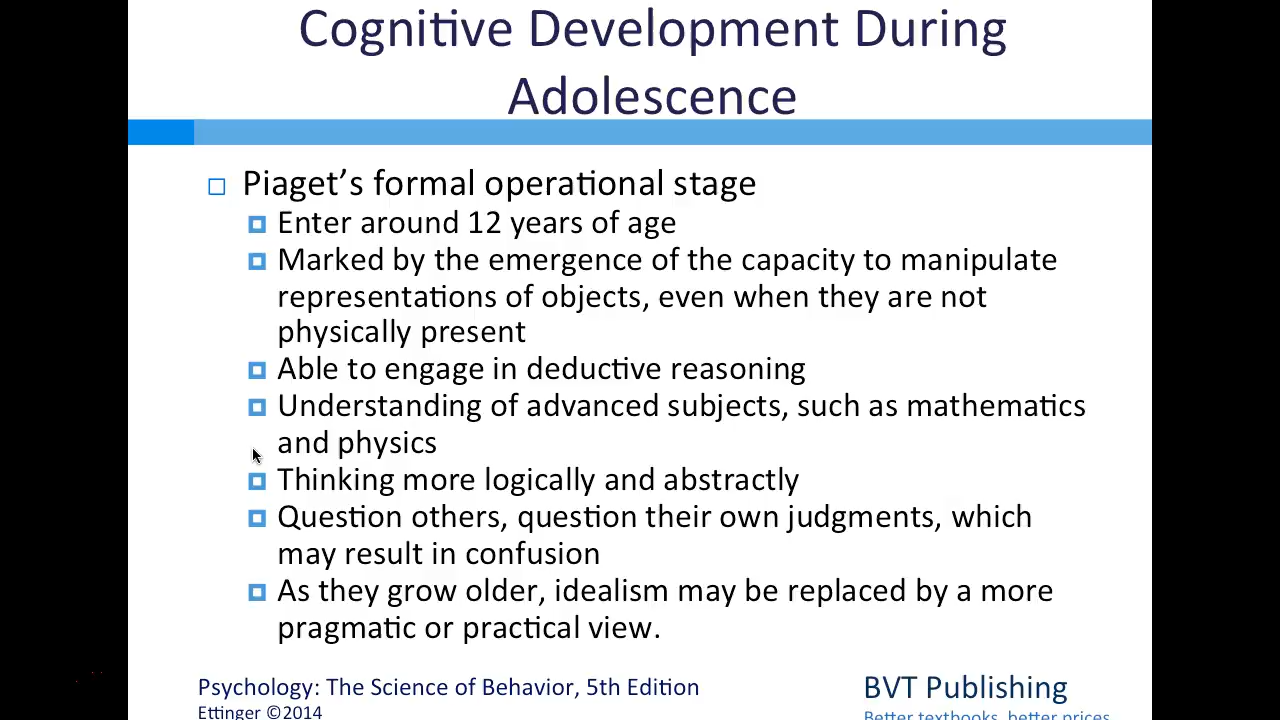 Cognitive Development During
Adolescence
Piaget’s formal operational stage
Enter around 12 years of age
Marked by the emergence of the capacity to manipulate
representations of objects, even when they are not
physically present
Able to engage in deductive reasoning
Understanding of advanced subjects, such as mathematics
and physics
Thinking more logically and abstractly
Question others, question their own judgments, which
may result in confusion
As they grow older, idealism may be replaced by a more
pragmatic or practical view.
Psychology: The Science of Behavior, 5th Edition
Ettinger ©2014
BVT Publishing
Better textbooks, better prices